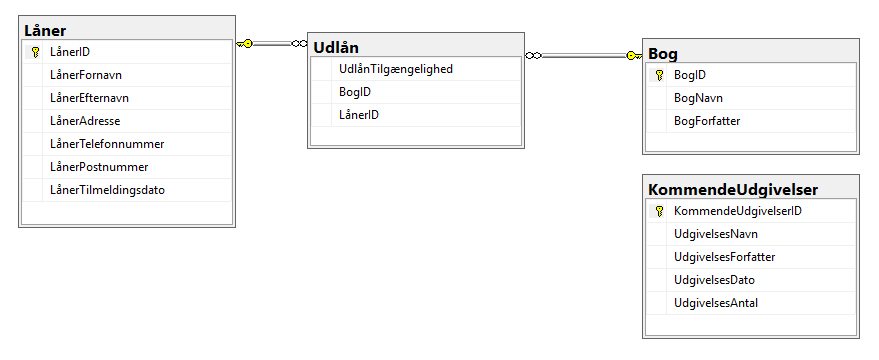 Låner
LånerID
LånerFornavn
LånerEfternavn
LånerAdresse
LånerTelefonnummer
LånerPostnummer
LånerTilmeldingsdato
Udlån
UdlånTilgængelighed
BogID
LånerID
Bog
BogID
BogNavn
BogForfatter
KommendeUdgivelser
KommendeUdgivelserID
UdgivelsesNavn
UdgivelsesForfatter
UdgivelsesDato
UdgivelsesAntal